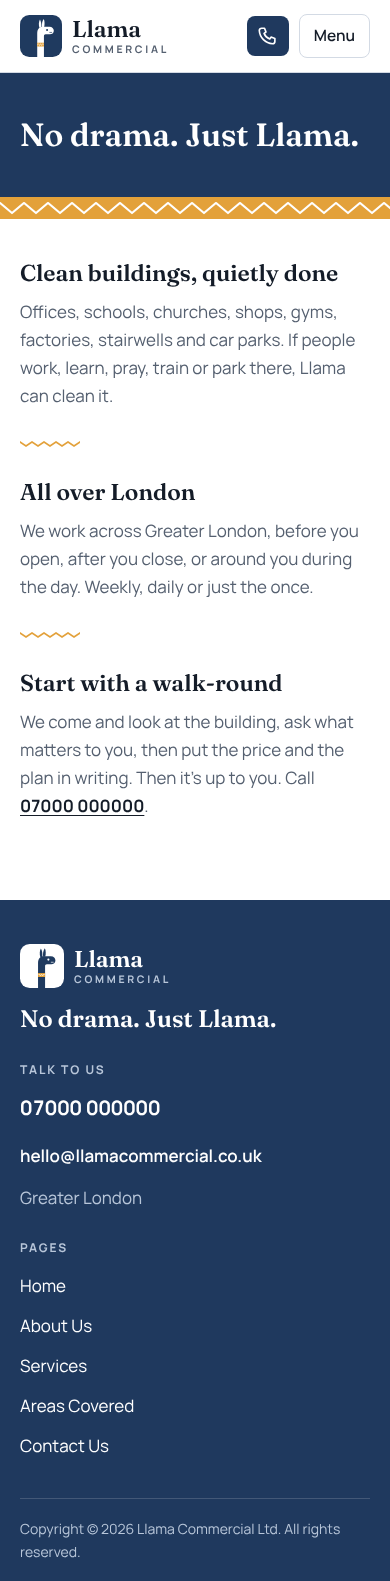 Llama
COMMERCIAL
Menu
No drama. Just Llama.
Clean buildings, quietly done
Offices, schools, churches, shops, gyms,
factories, stairwells and car parks. If people
work, learn, pray, train or park there, Llama
can clean it.
All over London
We work across Greater London, before you
open, after you close, or around you during
the day. Weekly, daily or just the once.
Start with a walk-round
We come and look at the building, ask what
matters to you, then put the price and the
plan in writing. Then it's up to you. Call
07000 000000.
Llama
COMMERCIAL
No drama. Just Llama.
TALK TO US
07000 000000
hello@llamacommercial.co.uk
Greater London
PAGES
Home
About Us
Services
Areas Covered
Contact Us
Copyright © 2026 Llama Commercial Ltd. All rights
reserved.